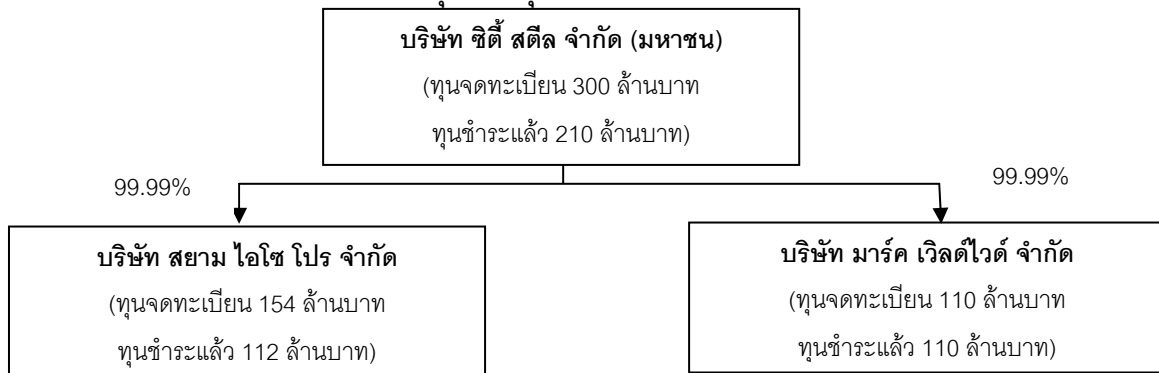 บริษัท ซิตี้ สตีล จำกัด (มหาชน)
(ทุนจดทะเบียน 300 ล้านบาท
ทุนชำระแล้ว 210 ล้านบาท)
99.99%
99.99%
บริษัท สยาม ไอโซ โปร จำกัด
(ทุนจดทะเบียน 154 ล้านบาท
ทุนชำระแล้ว 112 ล้านบาท)
บริษัท มาร์ค เวิลด์ไวด์ จำกัด
(ทุนจดทะเบียน 110 ล้านบาท
ทุนชำระแล้ว 110 ล้านบาท)